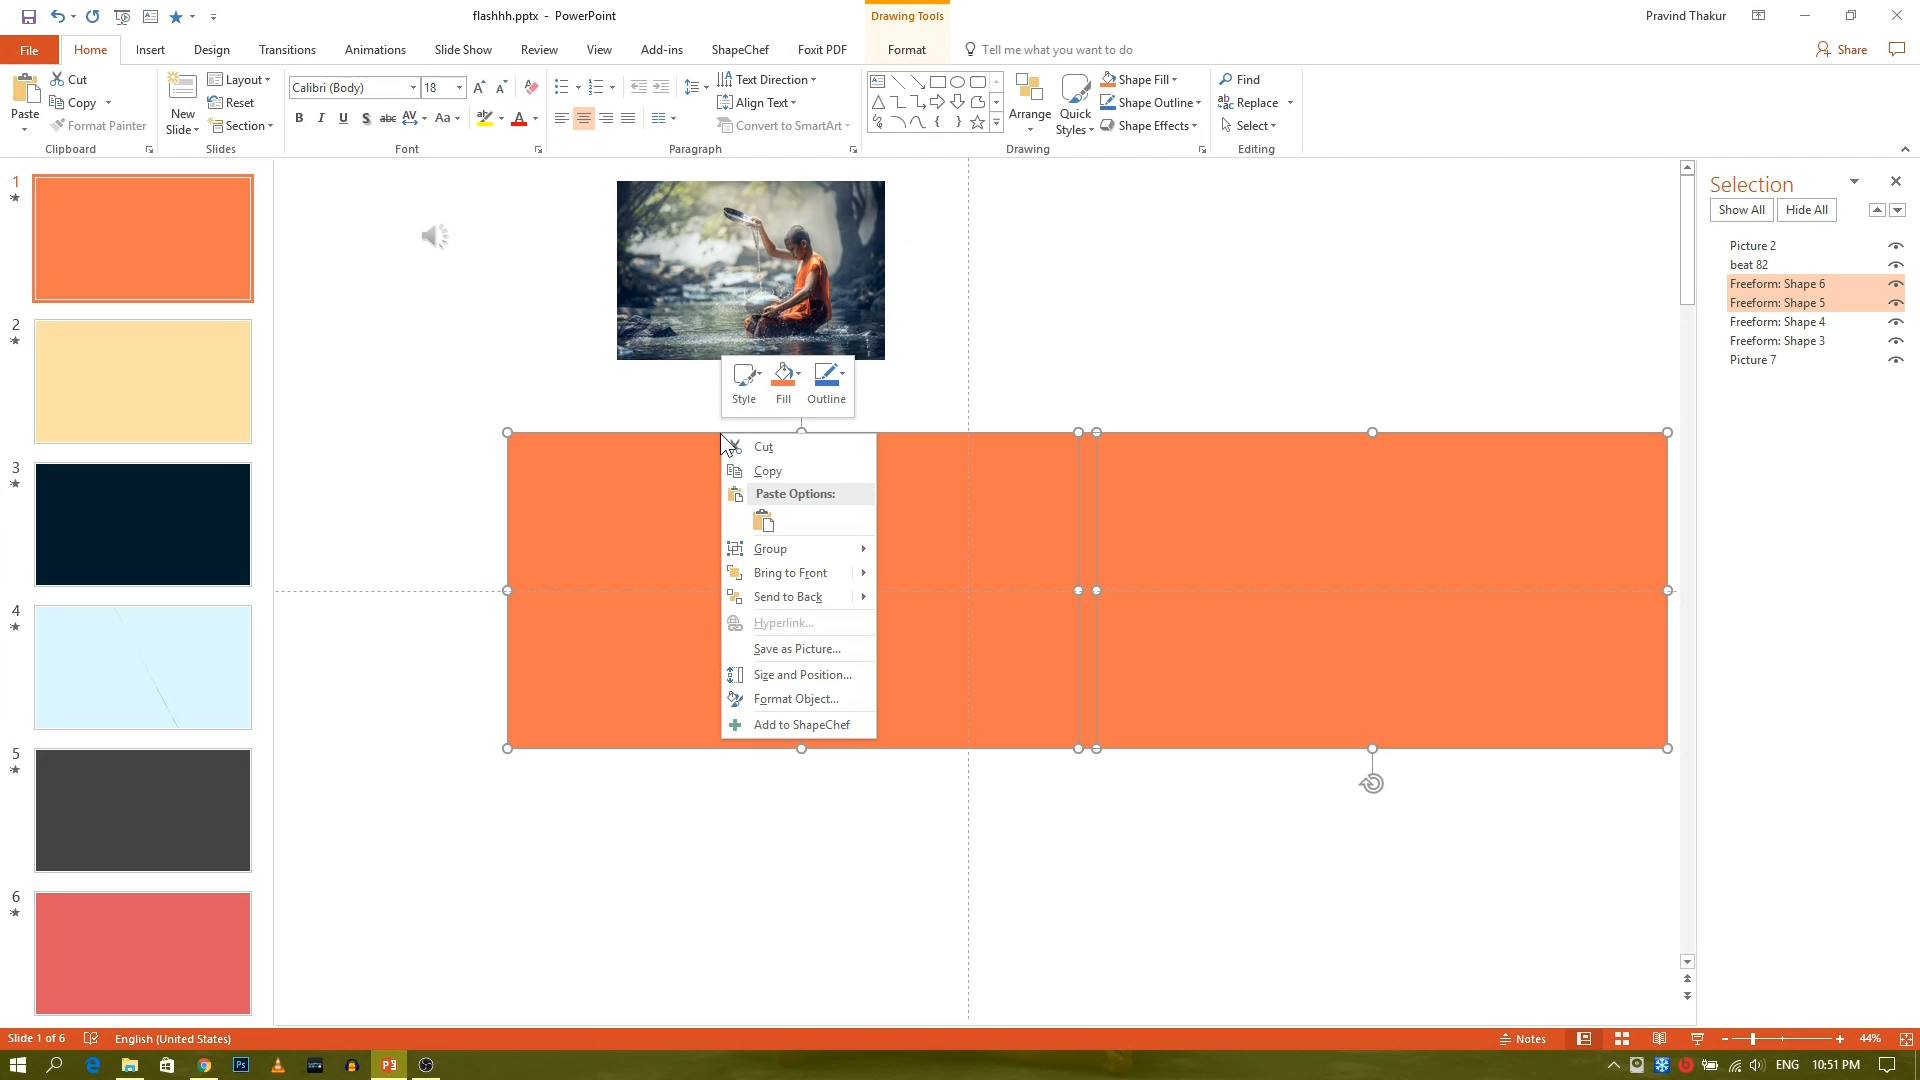 flashhh.pptx - PowerPoint
Drawing Tools
Pravind Thakur
File
Home
Insert
Design
Transitions
Animations
Slide Show
Review
View
Add-ins
ShapeChef
Foxit PDF
Format
Tell me what you want to do
Share
Paste
Cut
Copy
Format Painter
Clipboard
New Slide
Layout
Reset
Section
Slides
Calibri (Body)
18
B I U S abc AV Aa A
Font
Text Direction
Align Text
Convert to SmartArt
Paragraph
Arrange
Quick Styles
Shape Fill
Shape Outline
Shape Effects
Drawing
Find
Replace
Select
Editing
1
2
3
4
5
6
Style
Fill
Outline
Cut
Copy
Paste Options:
Group
Bring to Front
Send to Back
Hyperlink...
Save as Picture...
Size and Position...
Format Object...
Add to ShapeChef
Selection
Show All
Hide All
Picture 2
beat 82
Freeform: Shape 6
Freeform: Shape 5
Freeform: Shape 4
Freeform: Shape 3
Picture 7
Slide 1 of 6
English (United States)
Notes
44%
ENG
10:51 PM